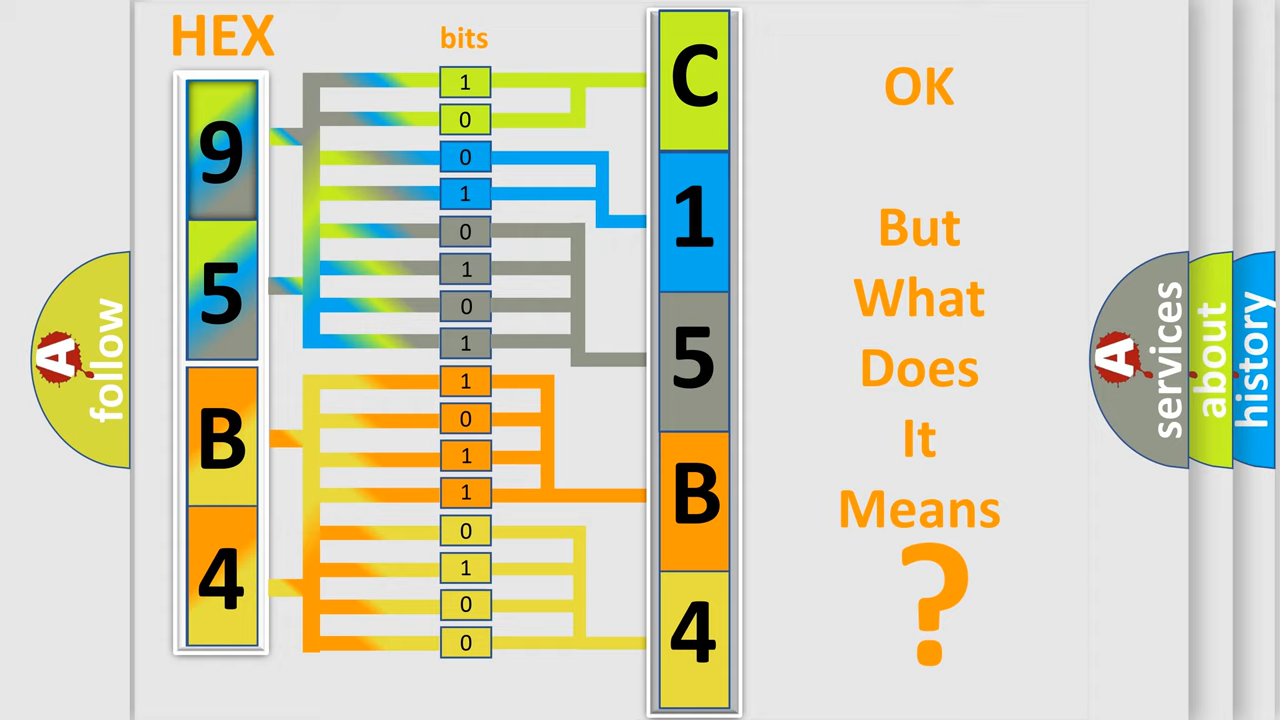 HEX
bits
9
5
B
4
1
0
0
1
0
1
0
1
1
0
1
1
0
1
0
0
C
1
5
B
4
OK
But
What
Does
It
Means
?
A
follow
A
services
about
history